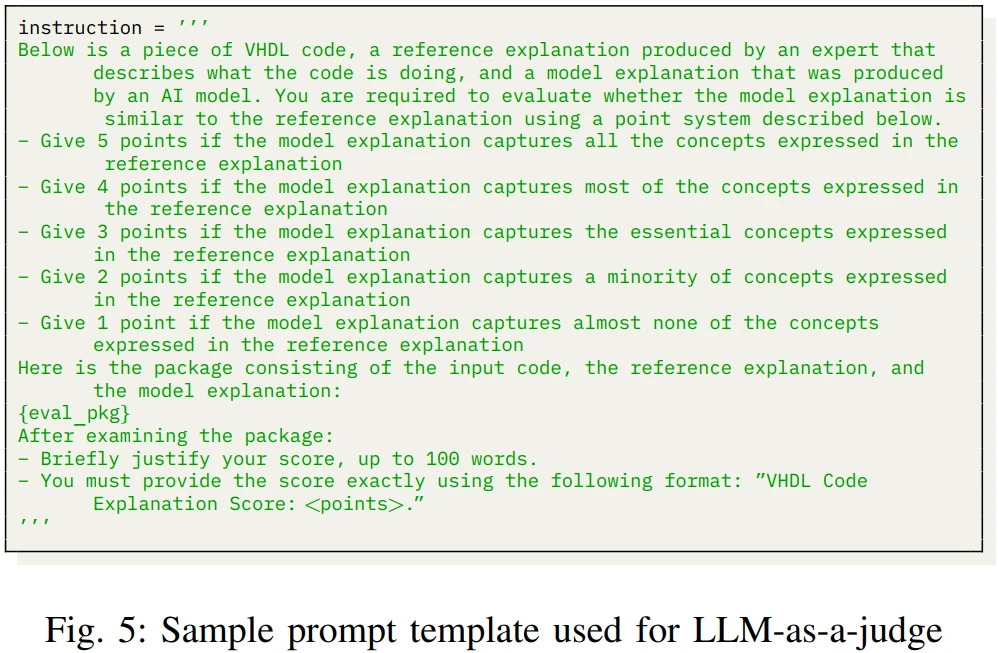 instruction = ’’’
Below is a piece of VHDL code, a reference explanation produced by an expert that
describes what the code is doing, and a model explanation that was produced
by an AI model. You are required to evaluate whether the model explanation is
similar to the reference explanation using a point system described below.
– Give 5 points if the model explanation captures all the concepts expressed in the
reference explanation
– Give 4 points if the model explanation captures most of the concepts expressed in
the reference explanation
– Give 3 points if the model explanation captures the essential concepts expressed
in the reference explanation
– Give 2 points if the model explanation captures a minority of concepts expressed
in the reference explanation
– Give 1 point if the model explanation captures almost none of the concepts
expressed in the reference explanation
Here is the package consisting of the input code, the reference explanation, and
the model explanation:
{eval_pkg}
After examining the package:
– Briefly justify your score, up to 100 words.
– You must provide the score exactly using the following format: ”VHDL Code
Explanation Score: <points>.”
’’’
Fig. 5: Sample prompt template used for LLM-as-a-judge